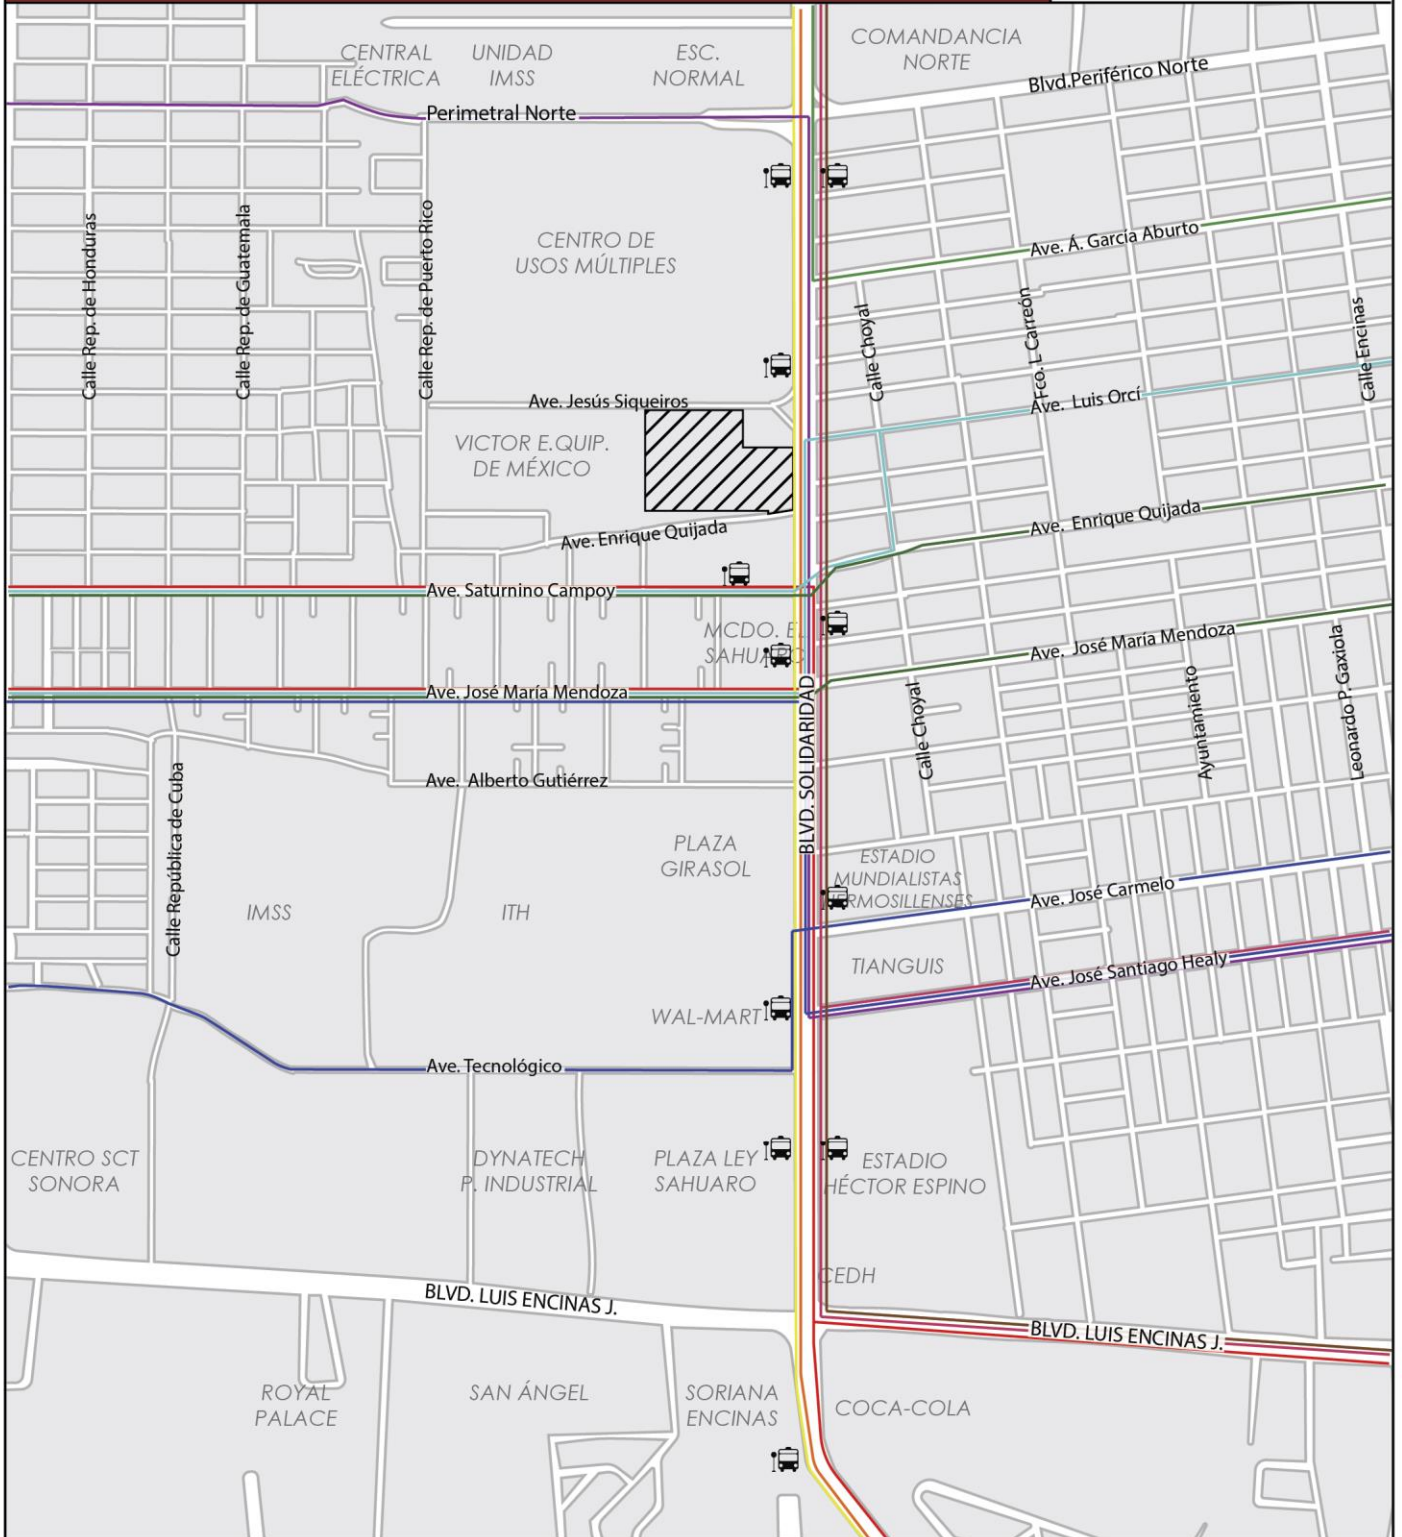 CENTRAL
ELÉCTRICA
UNIDAD
IMSS
ESC.
NORMAL
COMANDANCIA
NORTE
Blvd.Periférico Norte
Perimetral Norte
Calle Rep. de Honduras
Calle Rep. de Guatemala
Calle Rep. de Puerto Rico
CENTRO DE
USOS MÚLTIPLES
Ave. Á. García Aburto
Calle Choyal
Fco. L. Carreón
Calle Encinas
Ave. Jesús Siqueiros
Ave. Luis Orcí
VICTOR E.QUIP.
DE MÉXICO
Ave. Enrique Quijada
Ave. Enrique Quijada
Ave. Saturnino Campoy
MCDO. EL
SAHUARO
Ave. José María Mendoza
Ave. José María Mendoza
BLVD. SOLIDARIDAD
Calle Choyal
Ayuntamiento
Leonardo P. Gaxiola
Calle República de Cuba
Ave. Alberto Gutiérrez
PLAZA
GIRASOL
ESTADIO
MUNDIALISTAS
HERMOSILLENSES
Ave. José Carmelo
IMSS
ITH
TIANGUIS
Ave. José Santiago Healy
WAL-MART
Ave. Tecnológico
CENTRO SCT
SONORA
DYNATECH
P. INDUSTRIAL
PLAZA LEY
SAHUARO
ESTADIO
HÉCTOR ESPINO
CEDH
BLVD. LUIS ENCINAS J.
BLVD. LUIS ENCINAS J.
ROYAL
PALACE
SAN ÁNGEL
SORIANA
ENCINAS
COCA-COLA